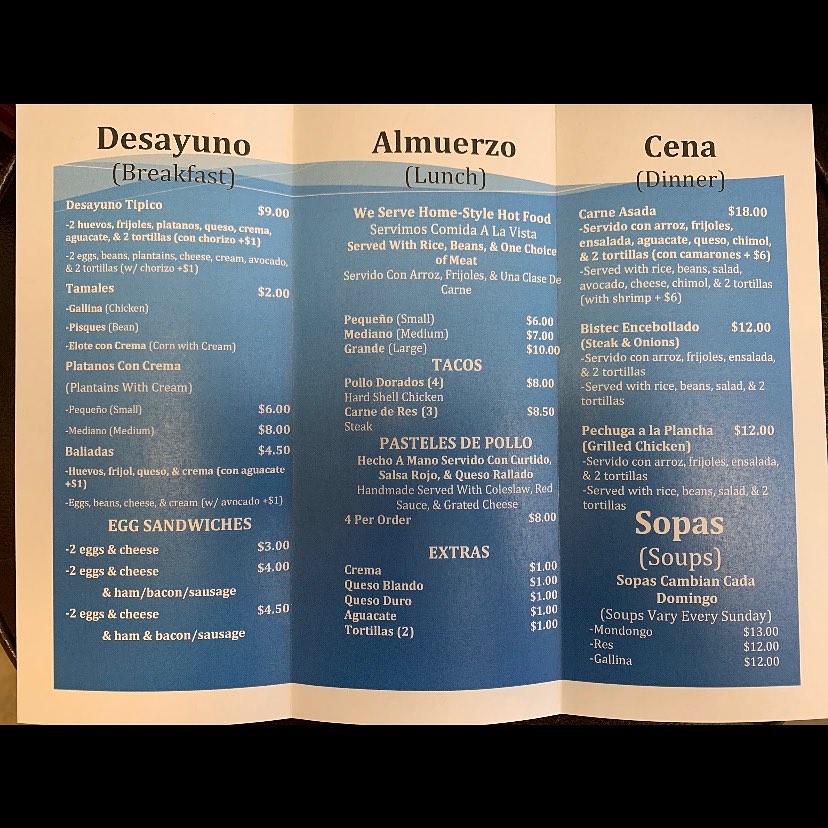 Desayuno
(Breakfast)
Desayuno Tipico $9.00
-2 huevos, frijoles, platanos, queso, crema,
aguacate, & 2 tortillas (con chorizo +$1)
-2 eggs, beans, plantains, cheese, cream, avocado,
& 2 tortillas (w/ chorizo +$1)
Tamales $2.00
-Gallina (Chicken)
-Pisques (Bean)
-Elote con Crema (Corn with Cream)
Platanos Con Crema
(Plantains With Cream)
-Pequeño (Small) $6.00
-Mediano (Medium) $8.00
Baliadas $4.50
-Huevos, frijol, queso, & crema (con aguacate
+$1)
-Eggs, beans, cheese, & cream (w/ avocado +$1)
EGG SANDWICHES
-2 eggs & cheese $3.00
-2 eggs & cheese $4.00
& ham/bacon/sausage
-2 eggs & cheese $4.50
& ham & bacon/sausage
Almuerzo
(Lunch)
We Serve Home-Style Hot Food
Servimos Comida A La Vista
Served With Rice, Beans, & One Choice
of Meat
Servido Con Arroz, Frijoles, & Una Clase De
Carne
Pequeño (Small) $6.00
Mediano (Medium) $7.00
Grande (Large) $10.00
TACOS
Pollo Dorados (4) $8.00
Hard Shell Chicken
Carne de Res (3) $8.50
Steak
PASTELES DE POLLO
Hecho A Mano Servido Con Curtido,
Salsa Rojo, & Queso Rallado
Handmade Served With Coleslaw, Red
Sauce, & Grated Cheese
4 Per Order $8.00
EXTRAS
Crema $1.00
Queso Blando $1.00
Queso Duro $1.00
Aguacate $1.00
Tortillas (2) $1.00
Cena
(Dinner)
Carne Asada $18.00
-Servido con arroz, frijoles,
ensalada, aguacate, queso, chimol,
& 2 tortillas (con camarones + $6)
-Served with rice, beans, salad,
avocado, cheese, chimol, & 2 tortillas
(with shrimp + $6)
Bistec Encebollado $12.00
(Steak & Onions)
-Servido con arroz, frijoles, ensalada,
& 2 tortillas
-Served with rice, beans, salad, & 2
tortillas
Pechuga a la Plancha $12.00
(Grilled Chicken)
-Servido con arroz, frijoles, ensalada,
& 2 tortillas
-Served with rice, beans, salad, & 2
tortillas
Sopas
(Soups)
Sopas Cambian Cada
Domingo
(Soups Vary Every Sunday)
-Mondongo $13.00
-Res $12.00
-Gallina $12.00